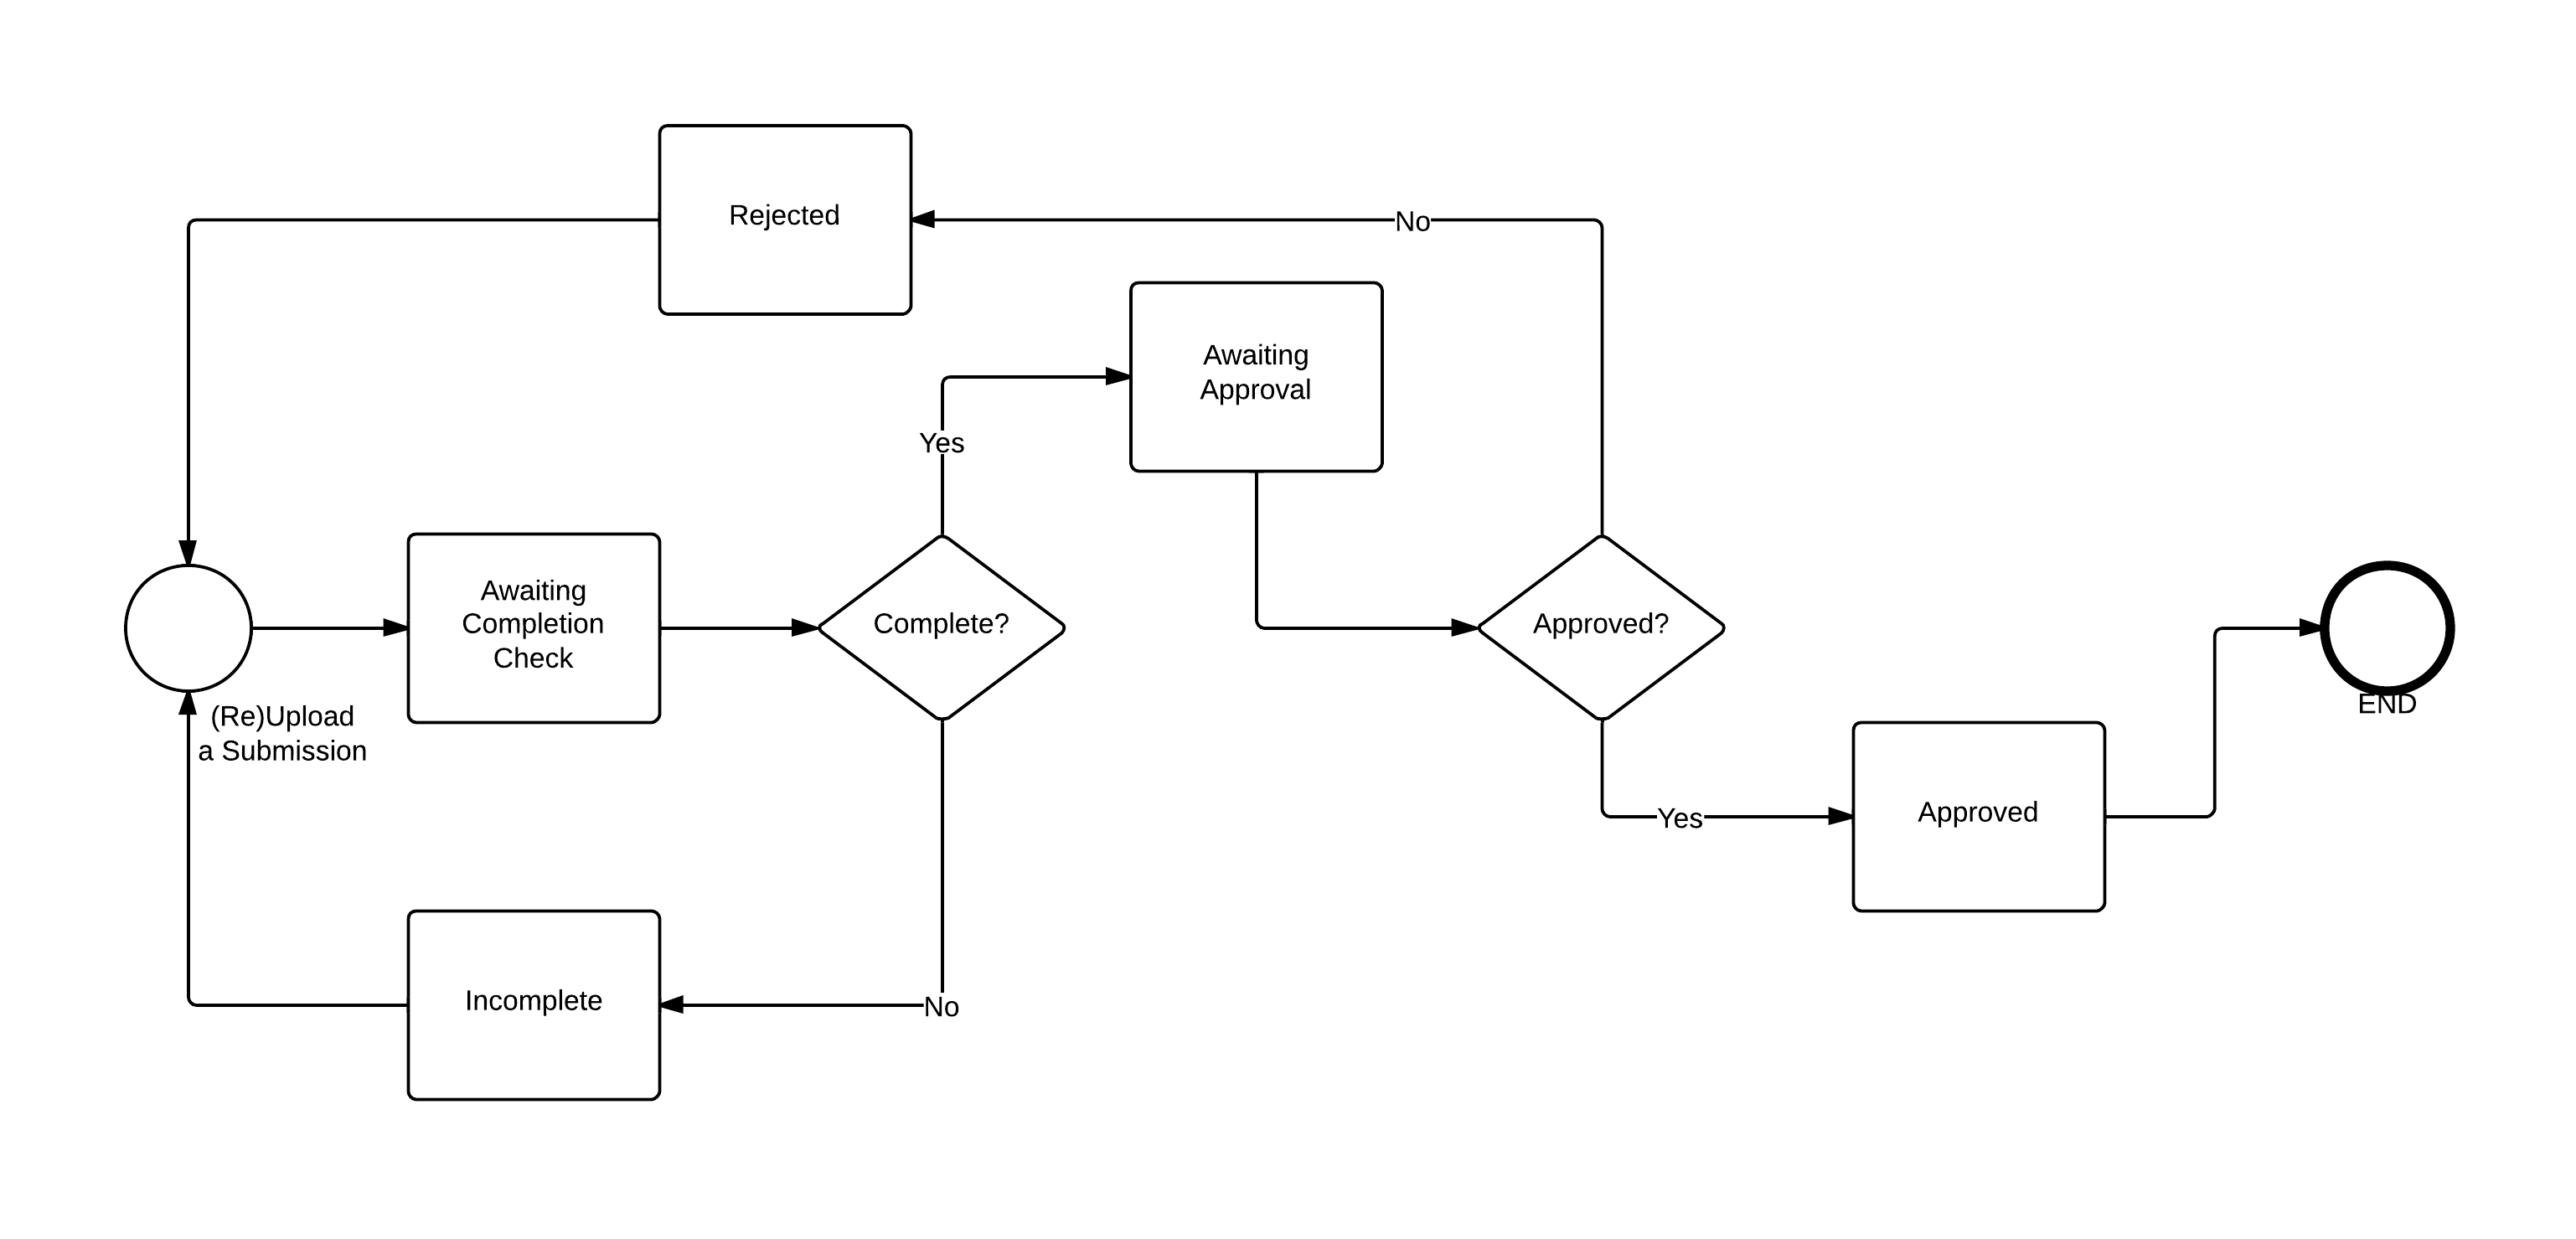 Rejected
No
Awaiting
Approval
Yes
Awaiting
Completion
Check
Complete?
Approved?
(Re)Upload
a Submission
END
Yes
Approved
Incomplete
No